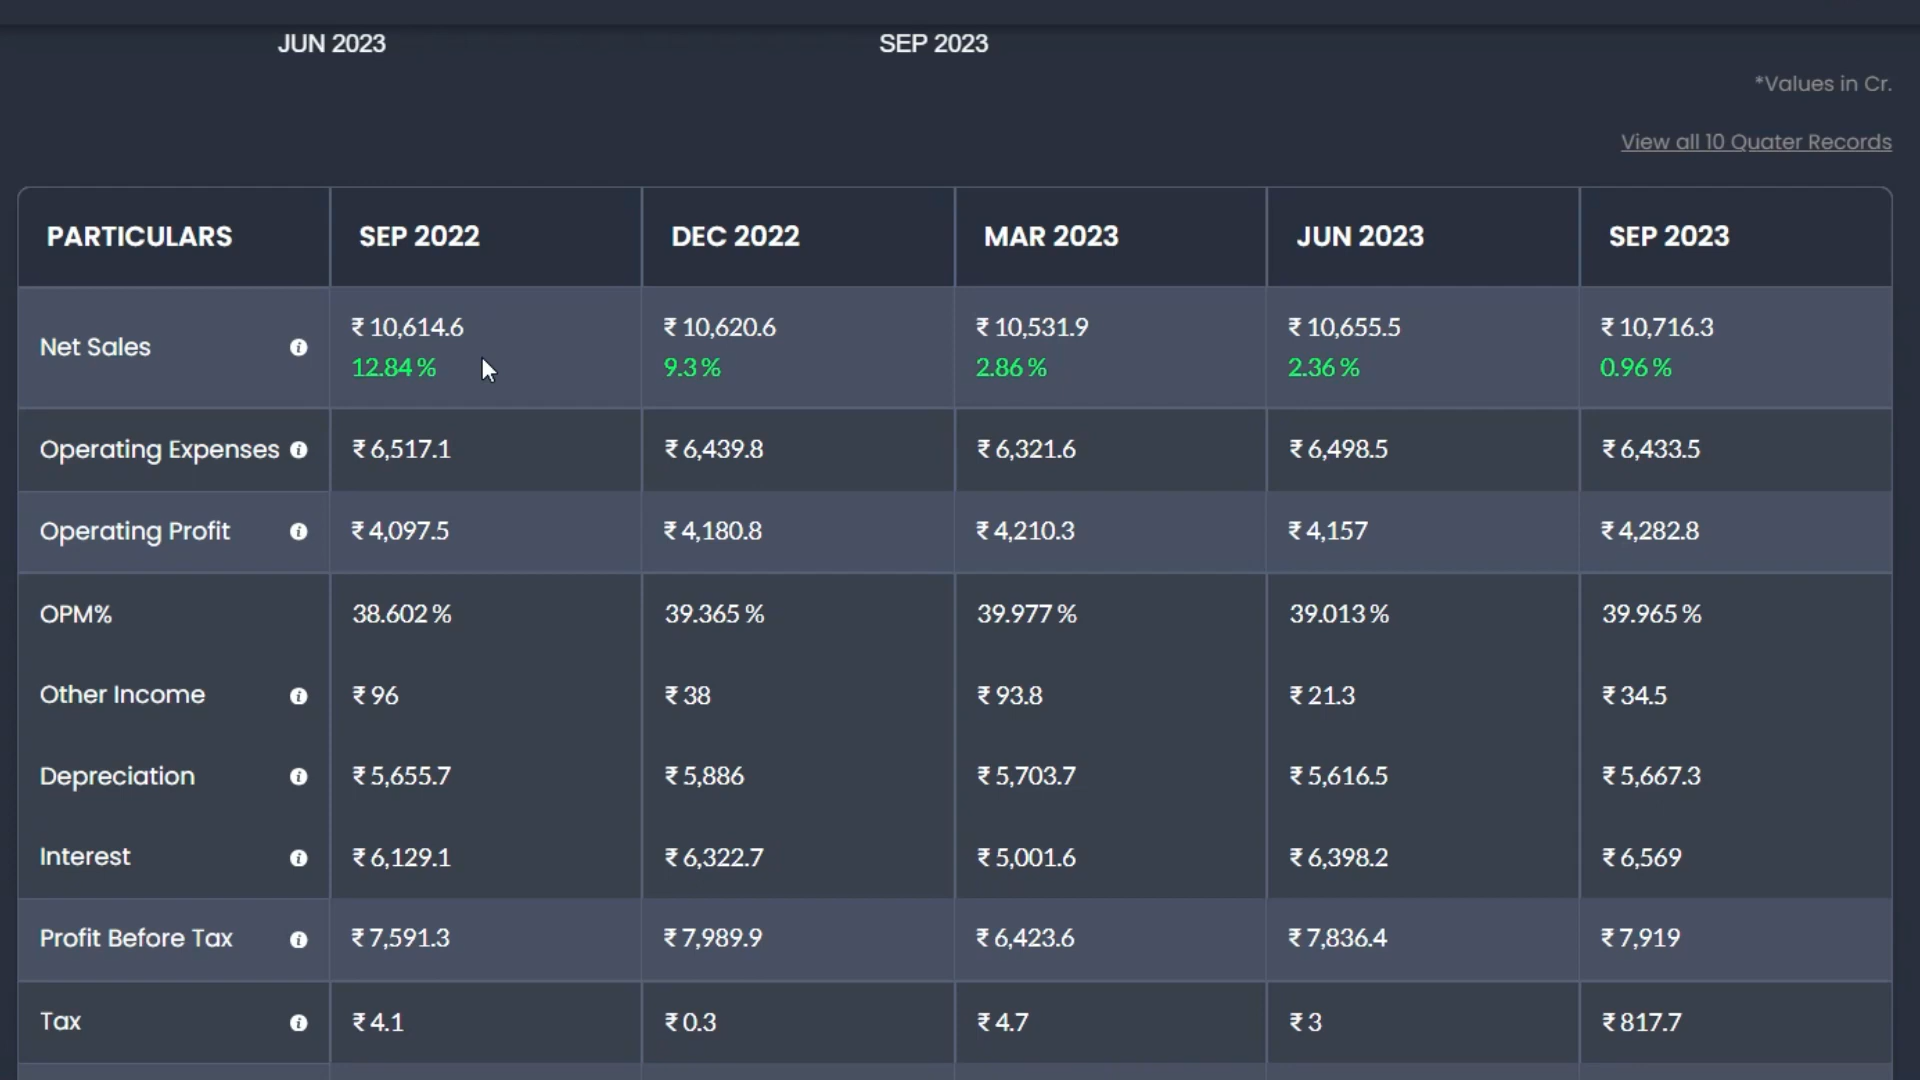 JUN 2023 SEP 2023
*Values in Cr.
View all 10 Quater Records
PARTICULARS SEP 2022 DEC 2022 MAR 2023 JUN 2023 SEP 2023
Net Sales ₹ 10,614.6 ₹ 10,620.6 ₹ 10,531.9 ₹ 10,655.5 ₹ 10,716.3
12.84 % 9.3 % 2.86 % 2.36 % 0.96 %
Operating Expenses ₹ 6,517.1 ₹ 6,439.8 ₹ 6,321.6 ₹ 6,498.5 ₹ 6,433.5
Operating Profit ₹ 4,097.5 ₹ 4,180.8 ₹ 4,210.3 ₹ 4,157 ₹ 4,282.8
OPM% 38.602 % 39.365 % 39.977 % 39.013 % 39.965 %
Other Income ₹ 96 ₹ 38 ₹ 93.8 ₹ 21.3 ₹ 34.5
Depreciation ₹ 5,655.7 ₹ 5,886 ₹ 5,703.7 ₹ 5,616.5 ₹ 5,667.3
Interest ₹ 6,129.1 ₹ 6,322.7 ₹ 5,001.6 ₹ 6,398.2 ₹ 6,569
Profit Before Tax ₹ 7,591.3 ₹ 7,989.9 ₹ 6,423.6 ₹ 7,836.4 ₹ 7,919
Tax ₹ 4.1 ₹ 0.3 ₹ 4.7 ₹ 3 ₹ 817.7